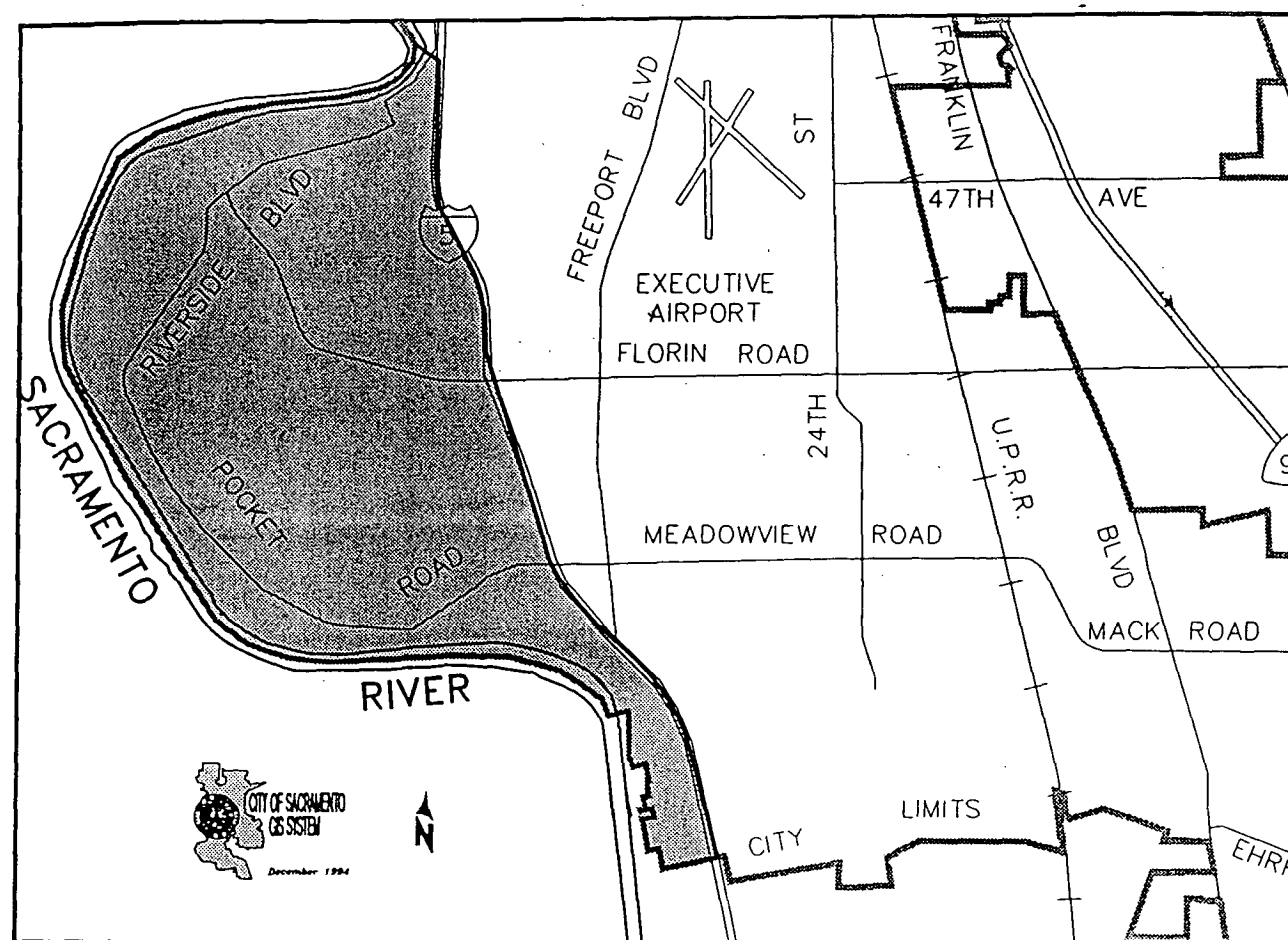 FRANKLIN
BLVD
FREEPORT
ST
47TH AVE
BLVD
5
RIVERSIDE
EXECUTIVE
AIRPORT
FLORIN ROAD
SACRAMENTO
24TH
U.P.R.R.
9
POCKET
ROAD
MEADOWVIEW ROAD
BLVD
MACK ROAD
RIVER
CITY OF SACRAMENTO
GIS SYSTEM
December 1994
N
CITY LIMITS